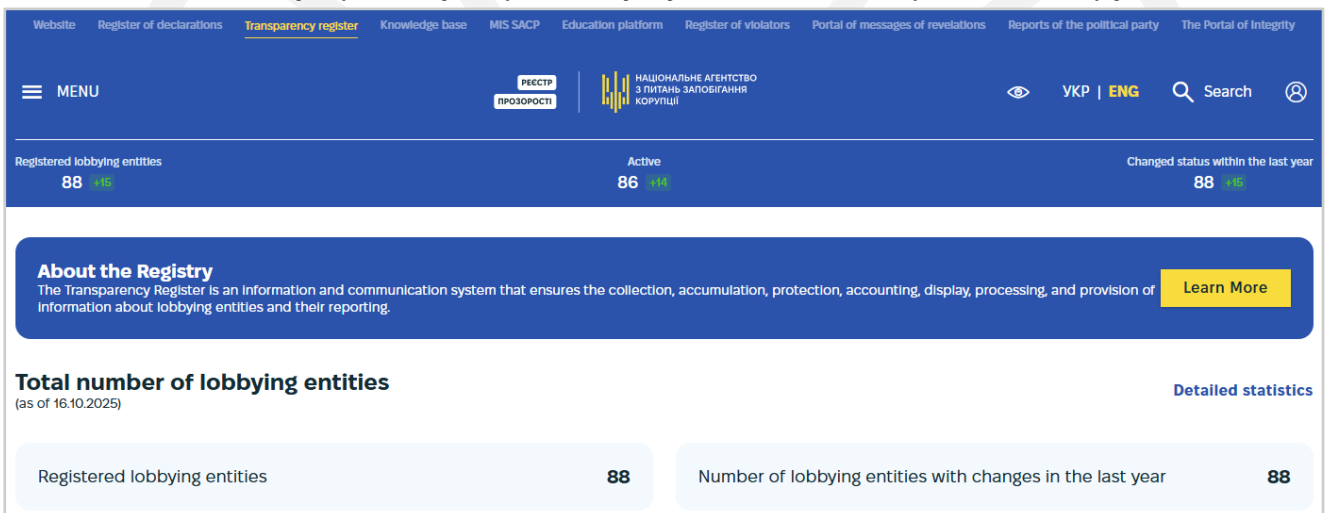 Website Register of declarations Transparency register Knowledge base MIS SACP Education platform Register of violators Portal of messages of revelations Reports of the political party The Portal of Integrity
MENU
РЕЄСТР
ПРОЗОРОСТІ
НАЦІОНАЛЬНЕ АГЕНТСТВО
З ПИТАНЬ ЗАПОБІГАННЯ
КОРУПЦІЇ
УКР | ENG
Search
Registered lobbying entities
88 +15
Active
86 +14
Changed status within the last year
88 +15
About the Registry
The Transparency Register is an information and communication system that ensures the collection, accumulation, protection, accounting, display, processing, and provision of
information about lobbying entities and their reporting.
Learn More
Total number of lobbying entities
(as of 16.10.2025)
Detailed statistics
Registered lobbying entities 88
Number of lobbying entities with changes in the last year 88